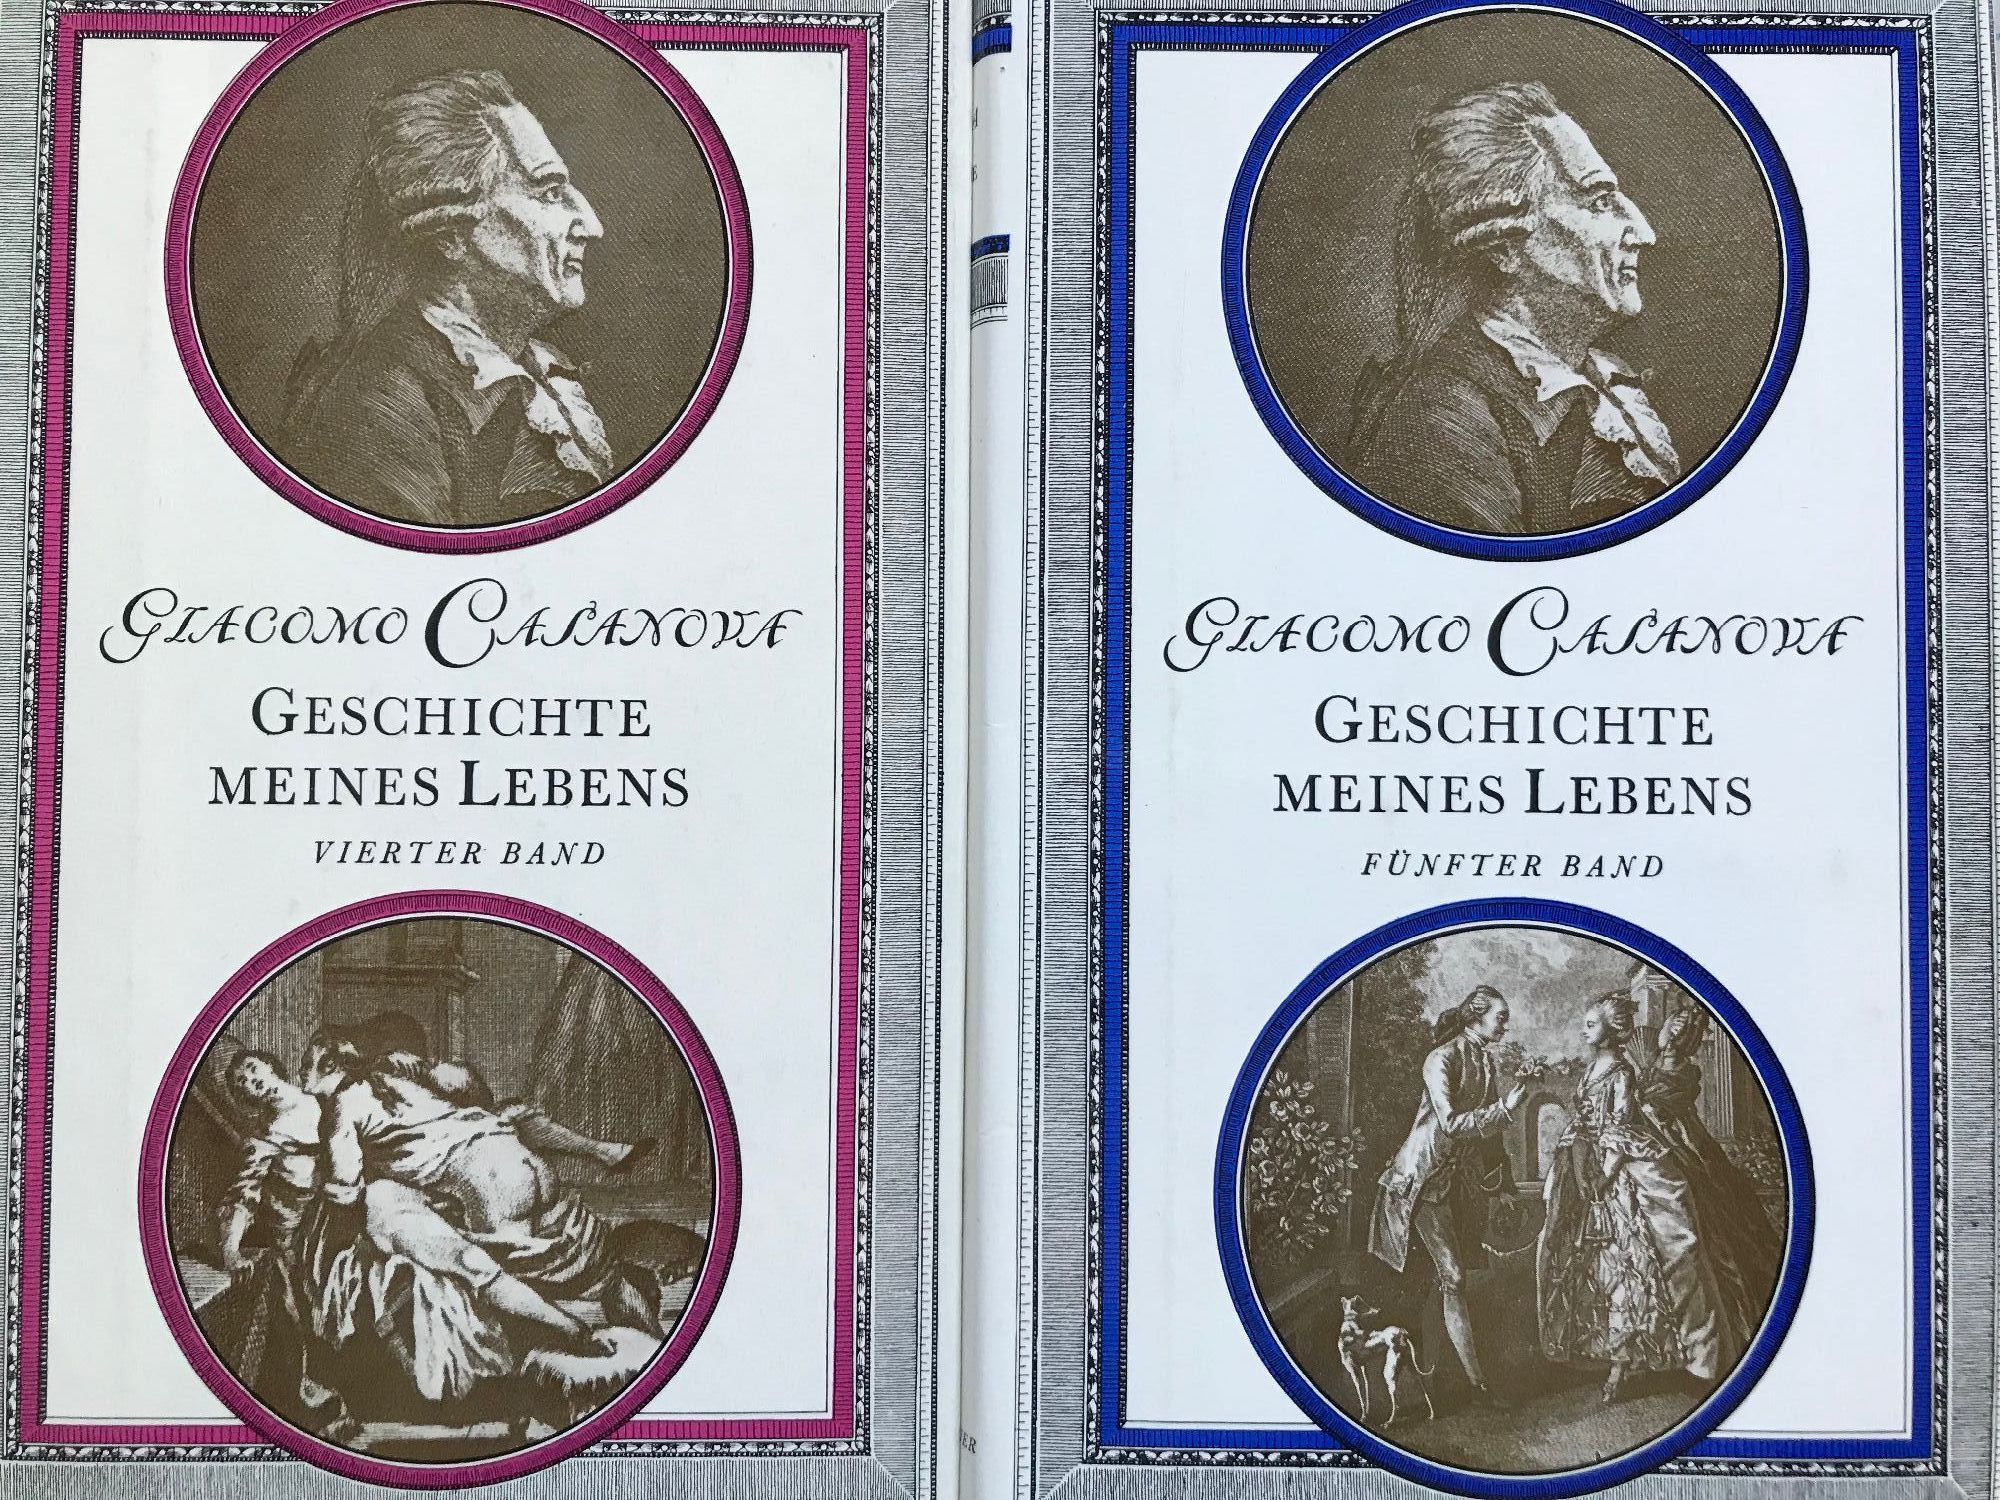 Giacomo Casanova
Geschichte
meines Lebens
VIERTER BAND
Giacomo Casanova
Geschichte
meines Lebens
FÜNFTER BAND